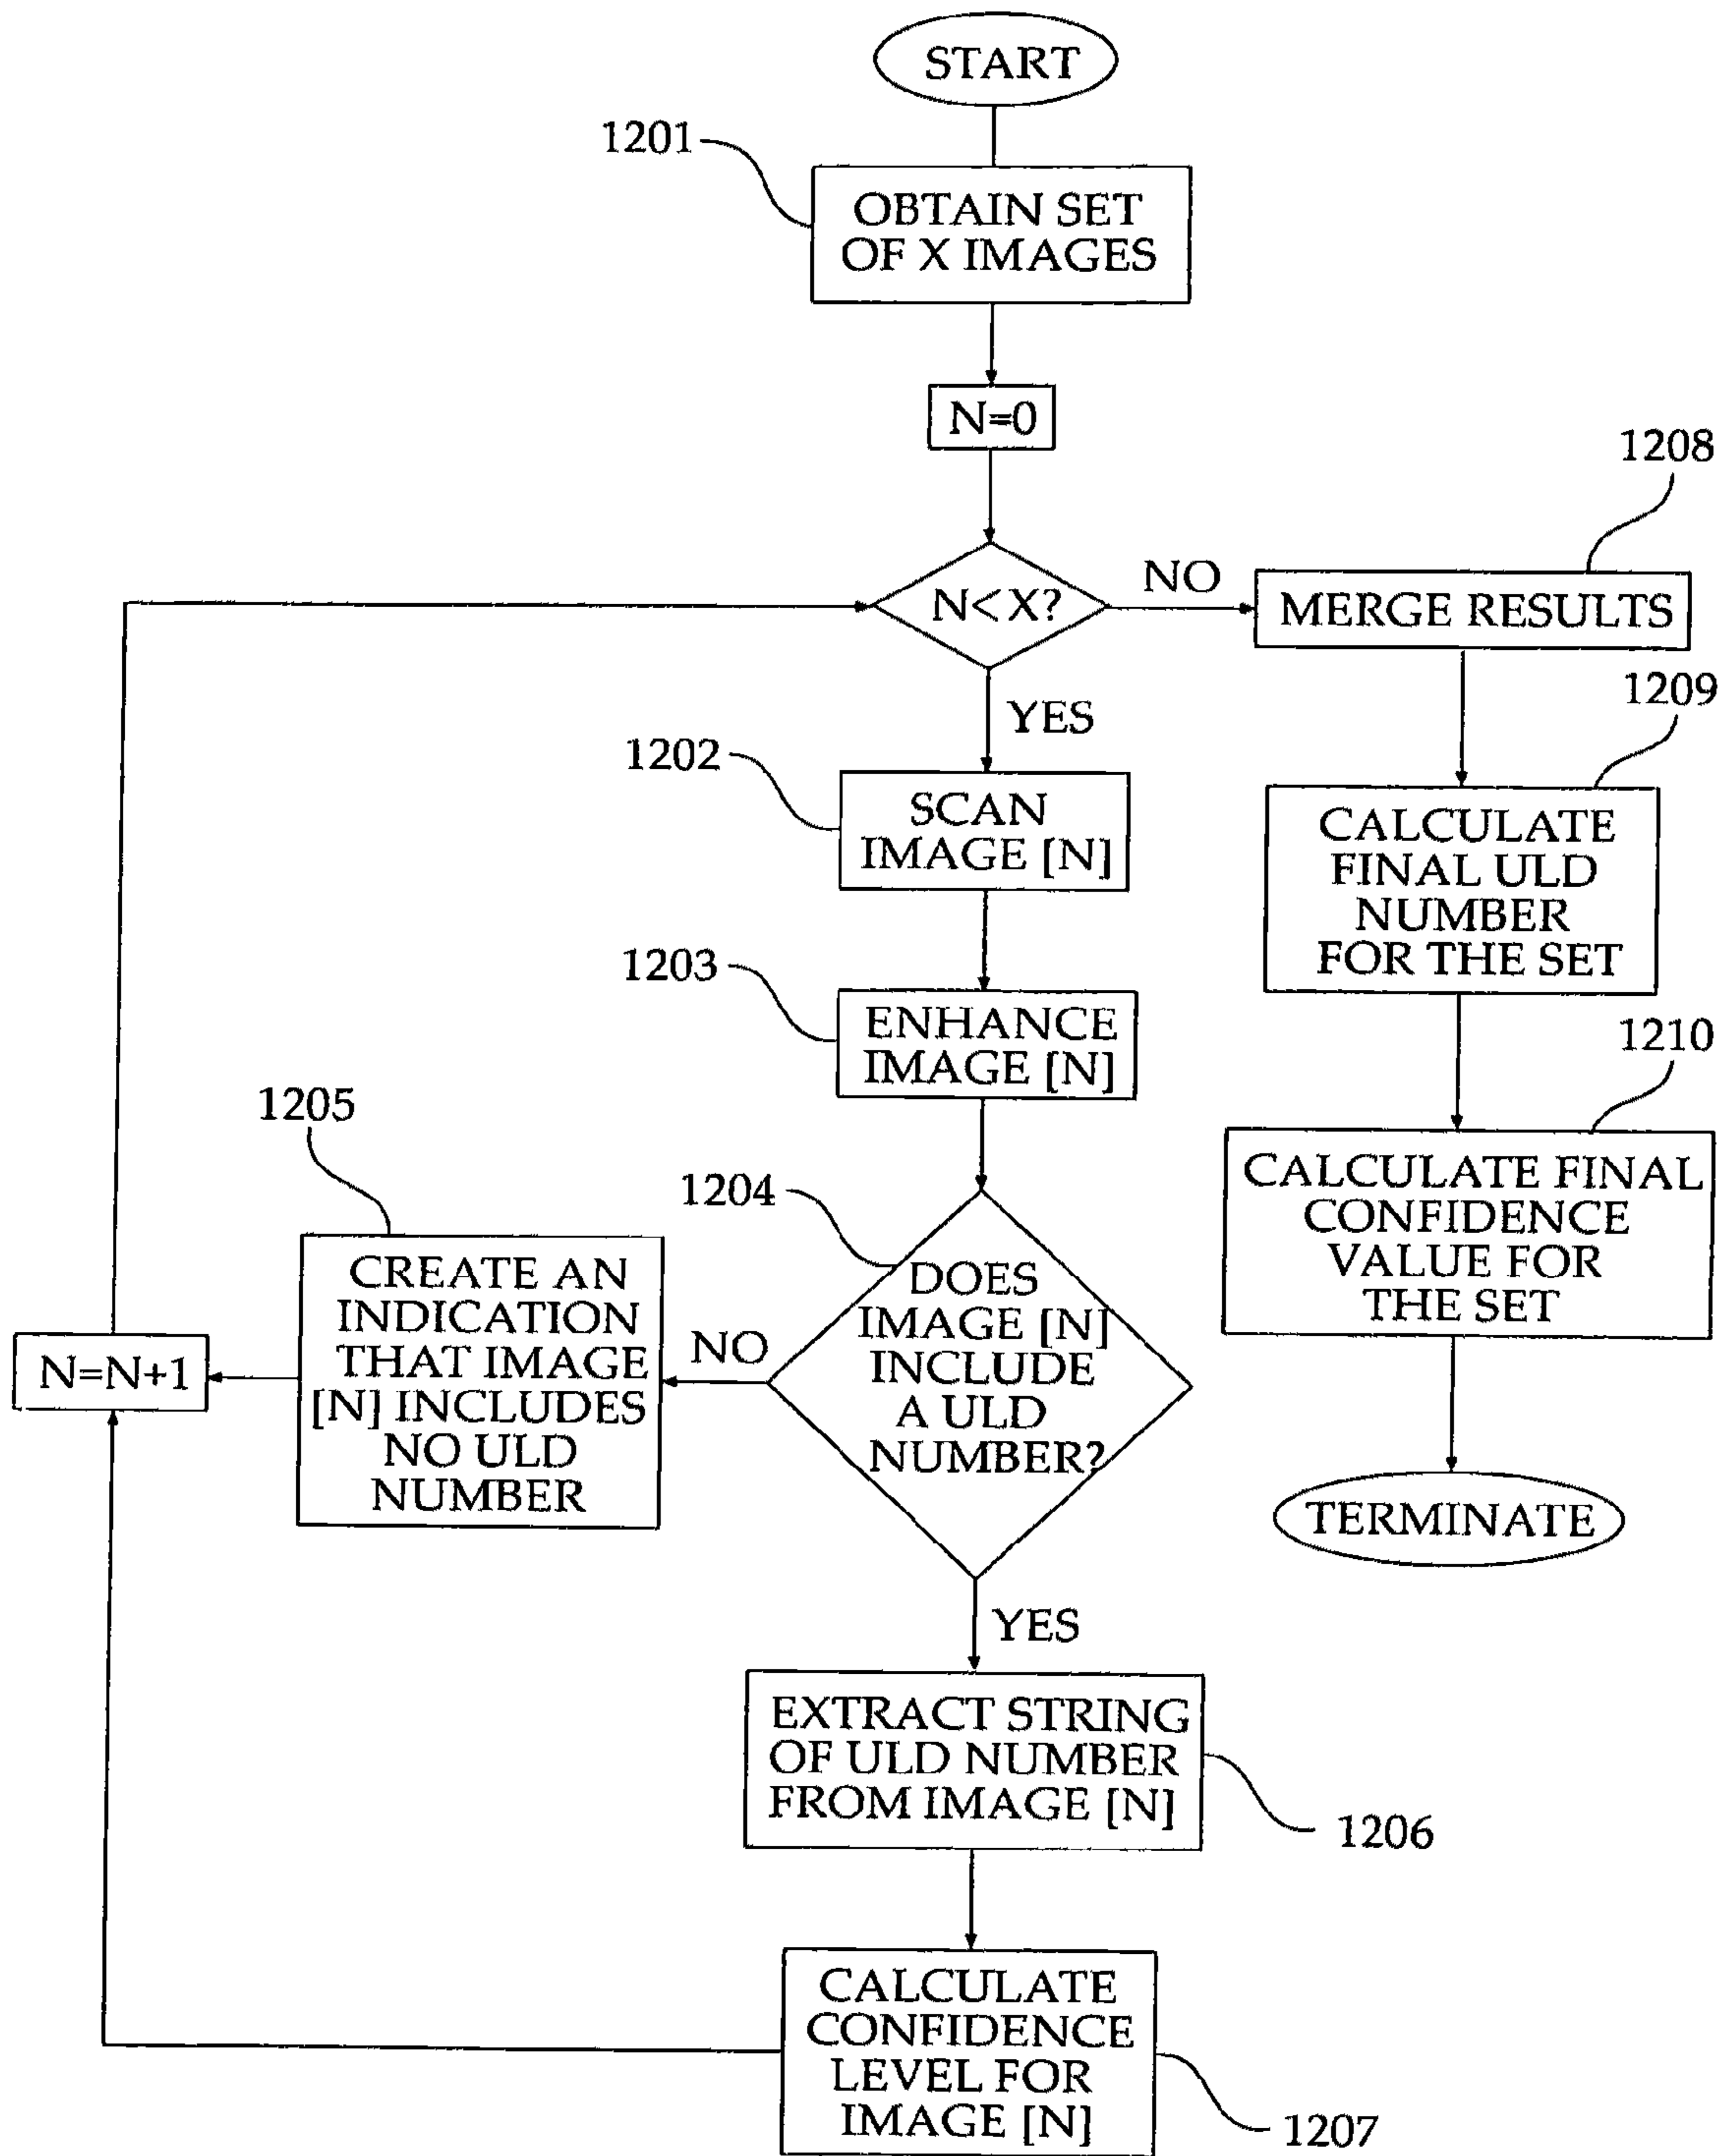 START
1201
OBTAIN SET
OF X IMAGES
N=0
N<X?
NO
1208
MERGE RESULTS
YES
1209
1202
SCAN
IMAGE [N]
CALCULATE
FINAL ULD
NUMBER
FOR THE SET
1203
ENHANCE
IMAGE [N]
1210
CALCULATE FINAL
CONFIDENCE
VALUE FOR
THE SET
TERMINATE
1204
DOES
IMAGE [N]
INCLUDE
A ULD
NUMBER?
NO
1205
CREATE AN
INDICATION
THAT IMAGE
[N] INCLUDES
NO ULD
NUMBER
N=N+1
YES
EXTRACT STRING
OF ULD NUMBER
FROM IMAGE [N]
1206
CALCULATE
CONFIDENCE
LEVEL FOR
IMAGE [N]
1207